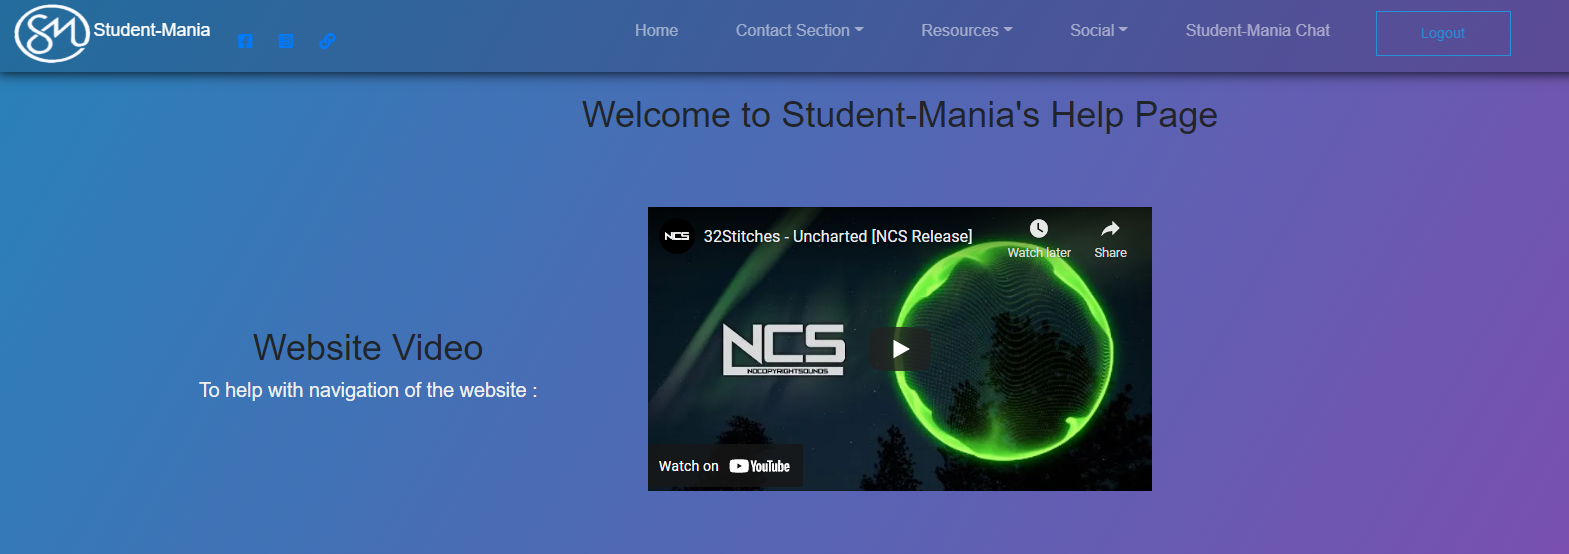 SM Student-Mania
Home Contact Section Resources Social Student-Mania Chat Logout
Welcome to Student-Mania's Help Page
NCS 32Stitches - Uncharted [NCS Release]
Watch later Share
NCS
NOCOPYRIGHTSOUNDS
Website Video
To help with navigation of the website :
Watch on YouTube